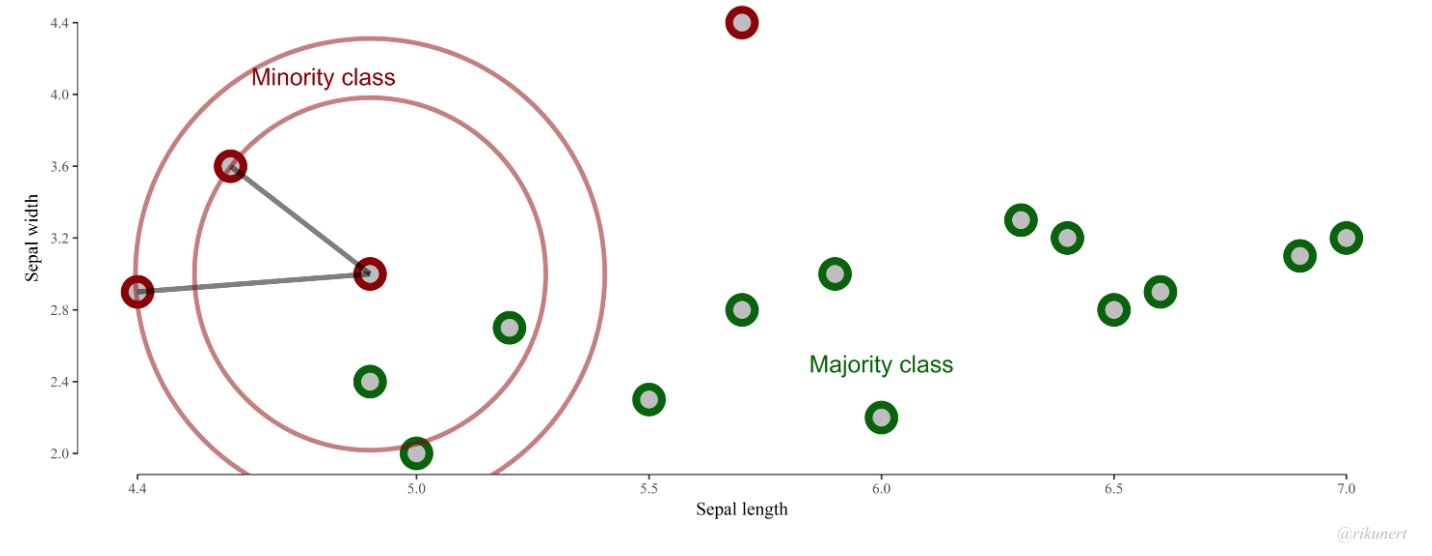 4.4
Minority class
4.0
3.6
3.2
Sepal width
2.8
Majority class
2.4
2.0
4.4 5.0 5.5 6.0 6.5 7.0
Sepal length
@rikunert